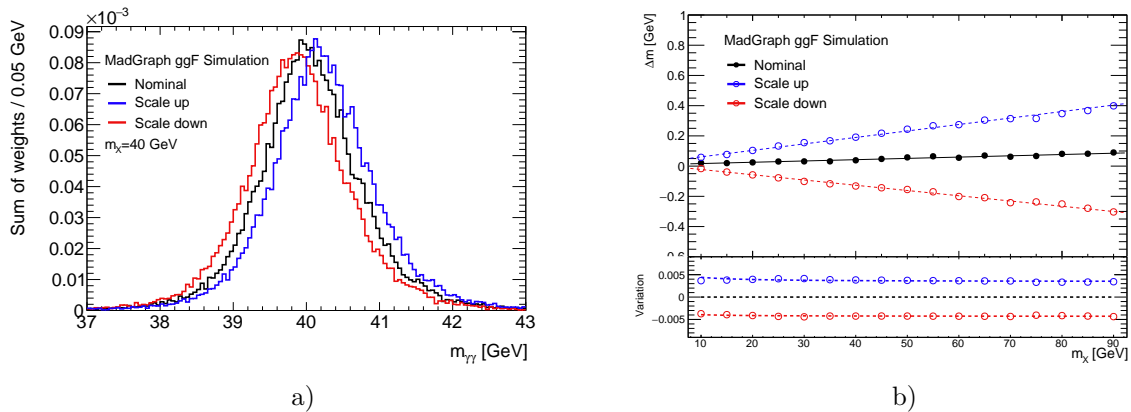 ×10⁻³
Sum of weights / 0.05 GeV
0.09
0.08
0.07
0.06
0.05
0.04
0.03
0.02
0.01
0
MadGraph ggF Simulation
Nominal
Scale up
Scale down
m_X=40 GeV
37 38 39 40 41 42 43
m_γγ [GeV]
a)
Δm [GeV]
1
0.8
0.6
0.4
0.2
0
−0.2
−0.4
MadGraph ggF Simulation
Nominal
Scale up
Scale down
Variation
0.005
0
−0.005
10 20 30 40 50 60 70 80 90
m_X [GeV]
b)